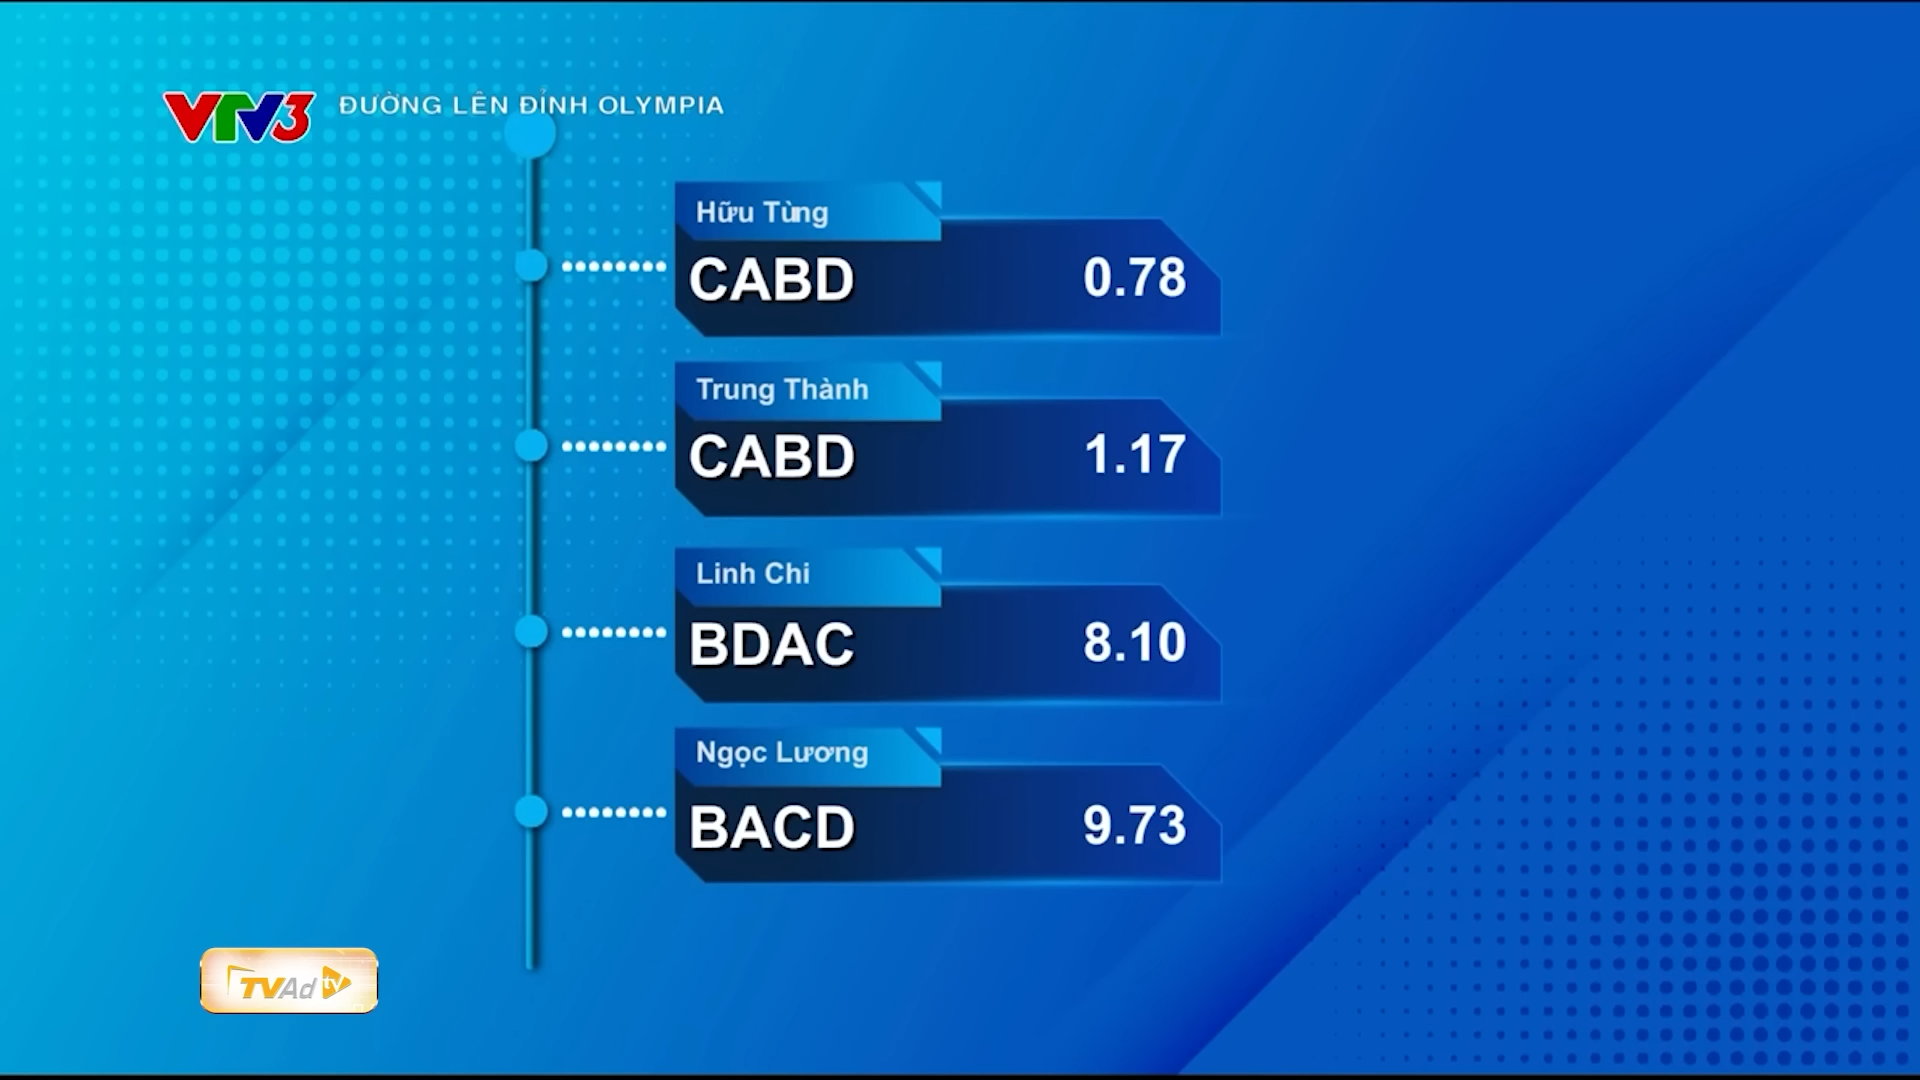 VTV3 ĐƯỜNG LÊN ĐỈNH OLYMPIA
Hữu Tùng
CABD 0.78
Trung Thành
CABD 1.17
Linh Chi
BDAC 8.10
Ngọc Lương
BACD 9.73
TVAd tv